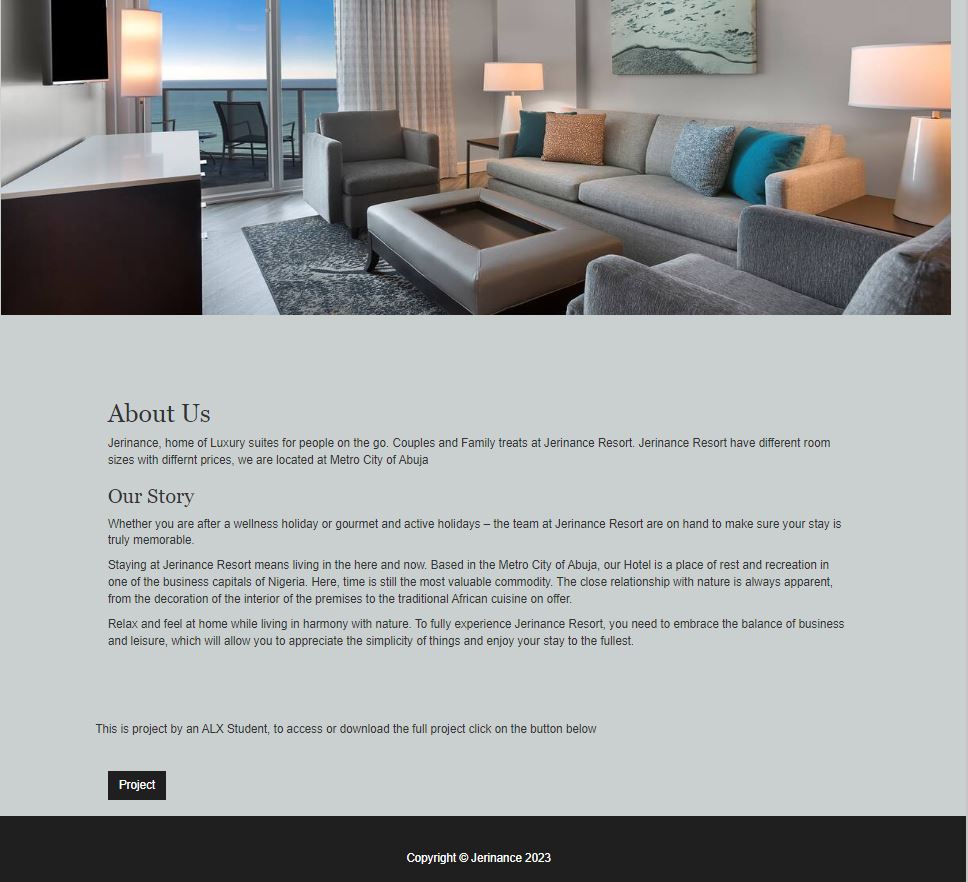 About Us
Jerinance, home of Luxury suites for people on the go. Couples and Family treats at Jerinance Resort. Jerinance Resort have different room
sizes with differnt prices, we are located at Metro City of Abuja
Our Story
Whether you are after a wellness holiday or gourmet and active holidays – the team at Jerinance Resort are on hand to make sure your stay is
truly memorable.
Staying at Jerinance Resort means living in the here and now. Based in the Metro City of Abuja, our Hotel is a place of rest and recreation in
one of the business capitals of Nigeria. Here, time is still the most valuable commodity. The close relationship with nature is always apparent,
from the decoration of the interior of the premises to the traditional African cuisine on offer.
Relax and feel at home while living in harmony with nature. To fully experience Jerinance Resort, you need to embrace the balance of business
and leisure, which will allow you to appreciate the simplicity of things and enjoy your stay to the fullest.
This is project by an ALX Student, to access or download the full project click on the button below
Project
Copyright © Jerinance 2023